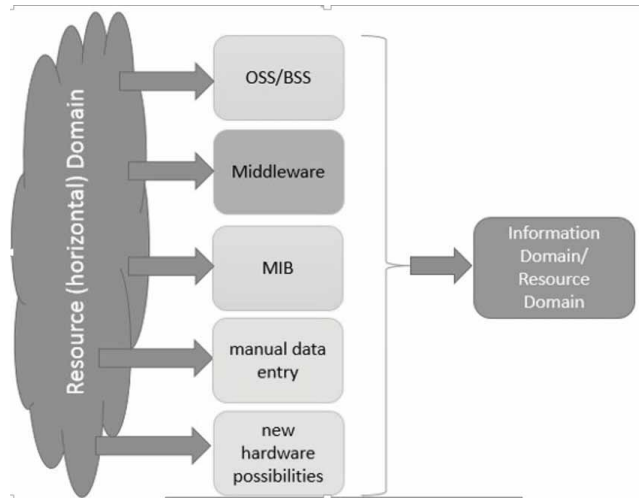 Resource (horizontal) Domain
OSS/BSS
Middleware
MIB
manual data
entry
new
hardware
possibilities
Information
Domain/
Resource
Domain